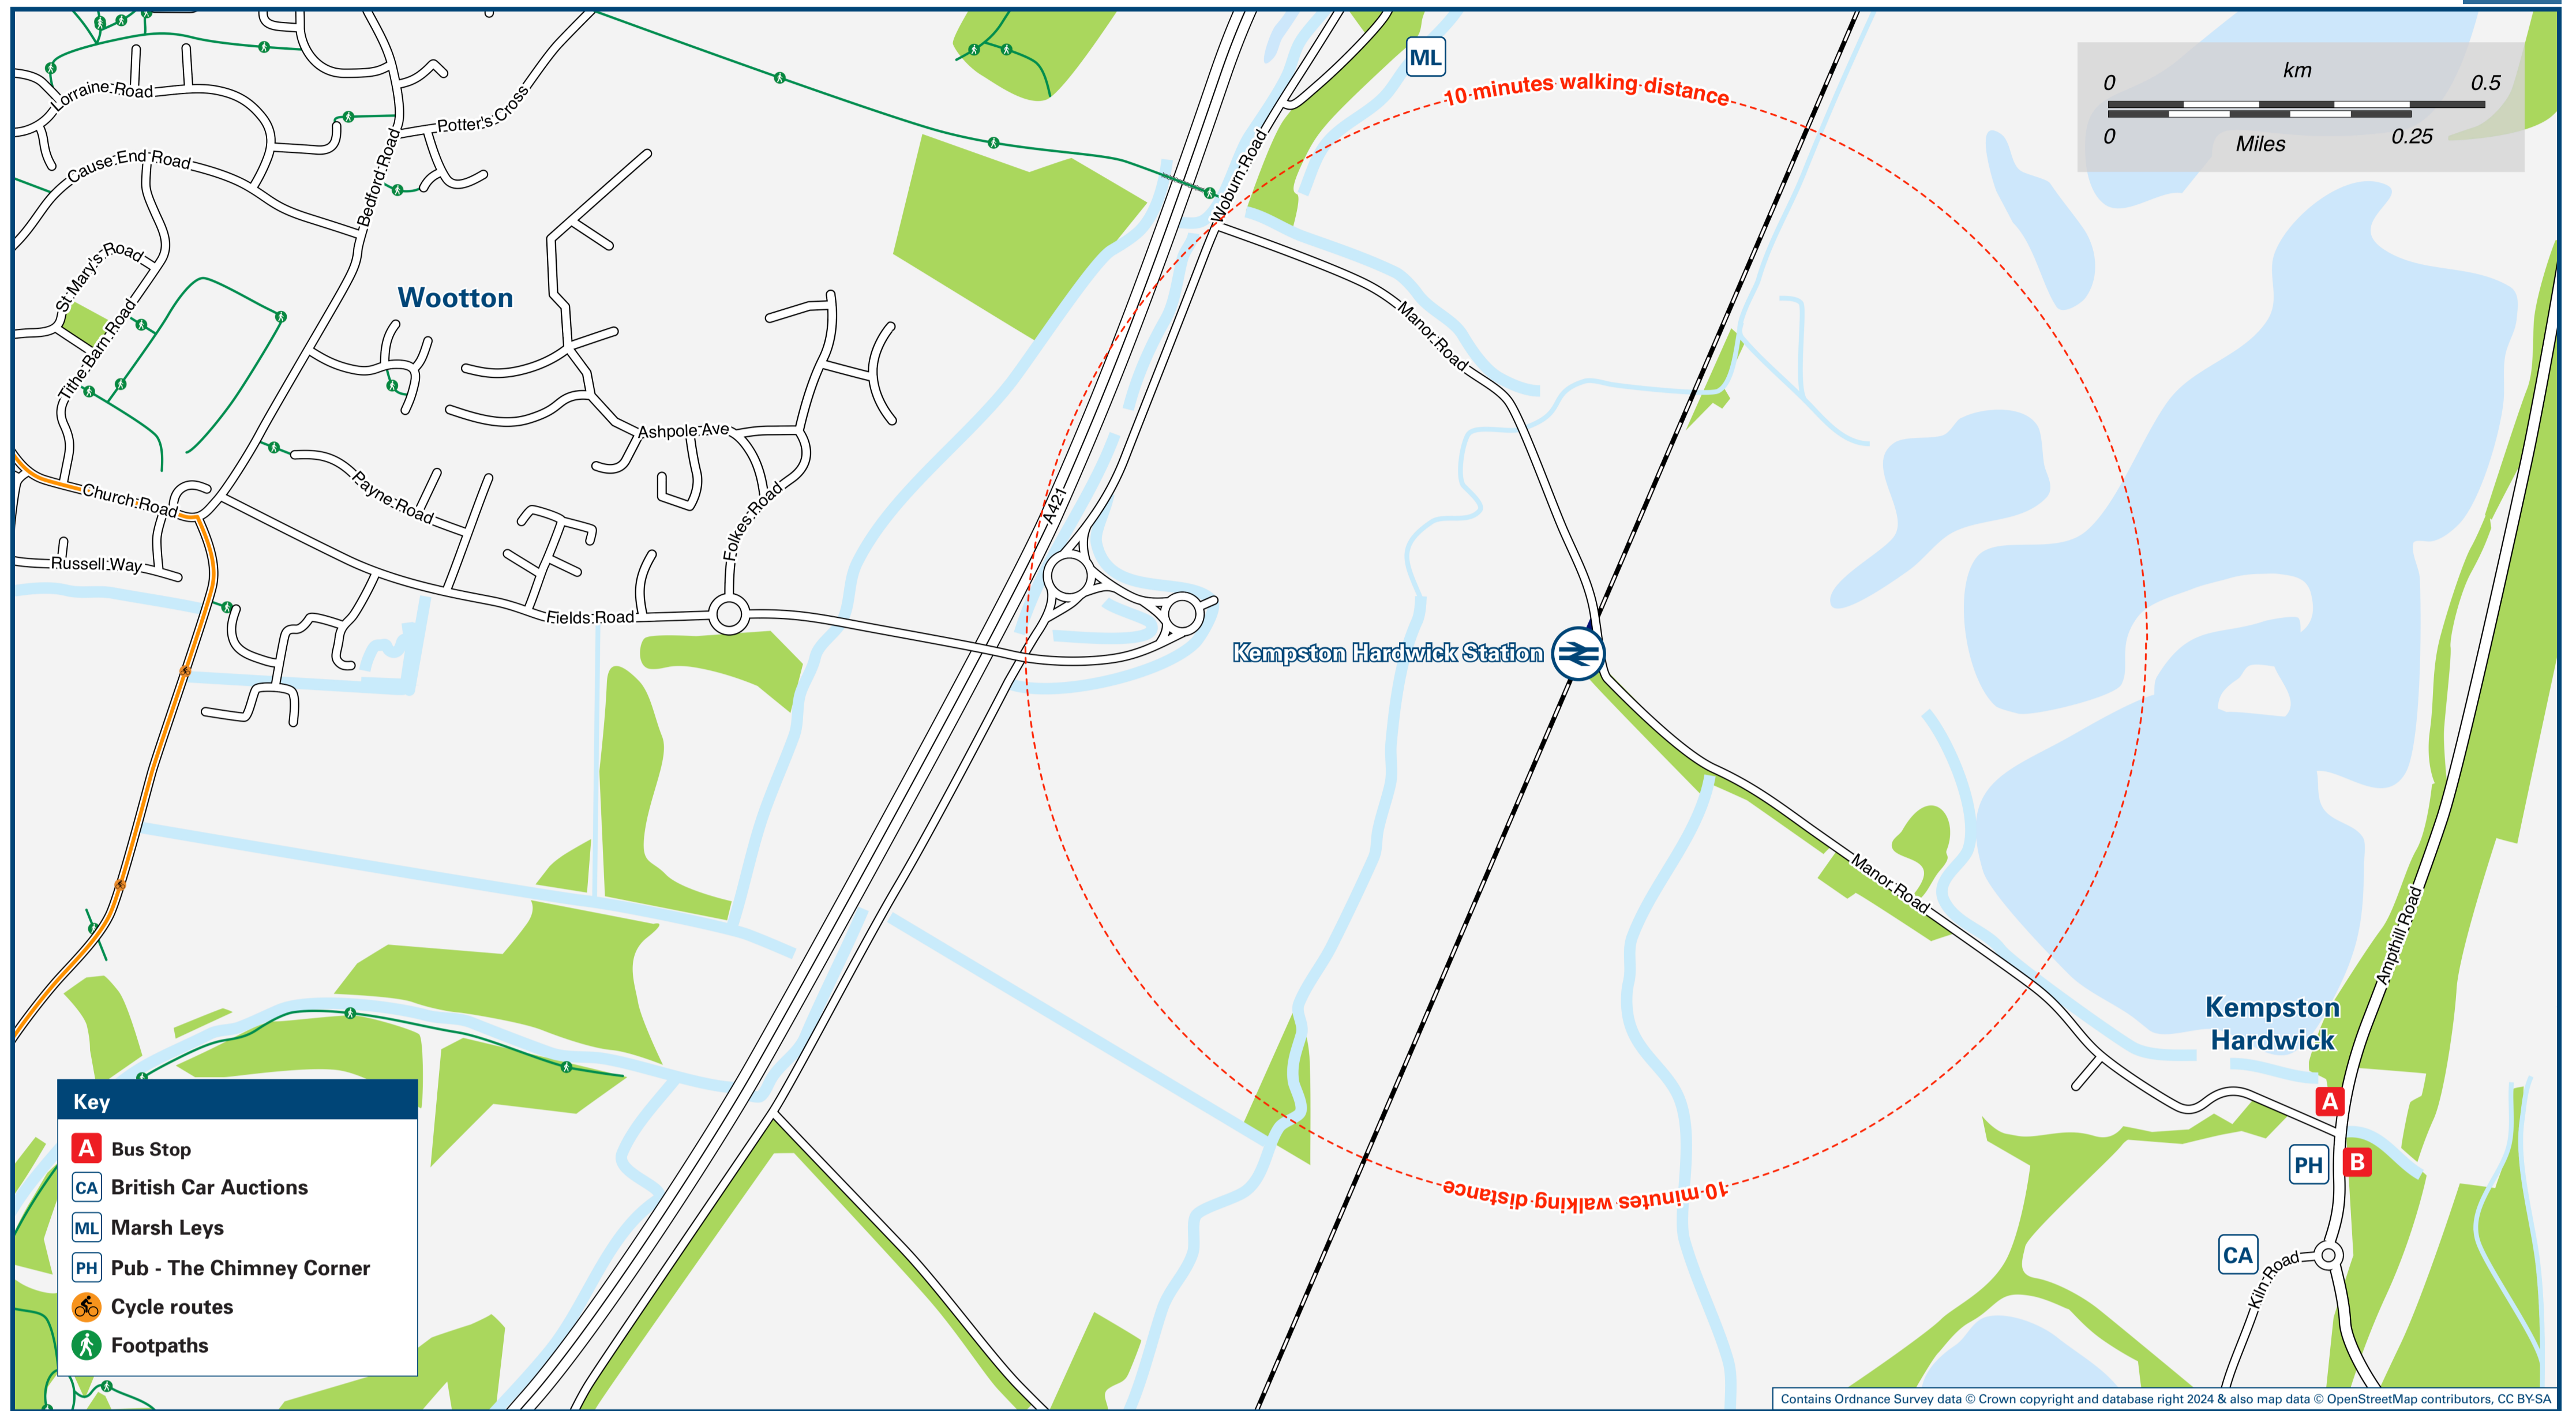 ML
10 minutes walking distance
km
0 0.5
0 0.25
Miles
Lorraine Road
Potter's Cross
Cause End Road
Bedford Road
Woburn Road
St Mary's Road
Wootton
Manor Road
Tithe Barn Road
Ashpole Ave
Church Road
Payne Road
Folkes Road
A421
Russell Way
Fields Road
Kempston Hardwick Station
Manor Road
Ampthill Road
Kempston
Hardwick
A
B
PH
10 minutes walking distance
CA
Kiln Road
Key
A Bus Stop
CA British Car Auctions
ML Marsh Leys
PH Pub - The Chimney Corner
Cycle routes
Footpaths
Contains Ordnance Survey data © Crown copyright and database right 2024 & also map data © OpenStreetMap contributors, CC BY-SA